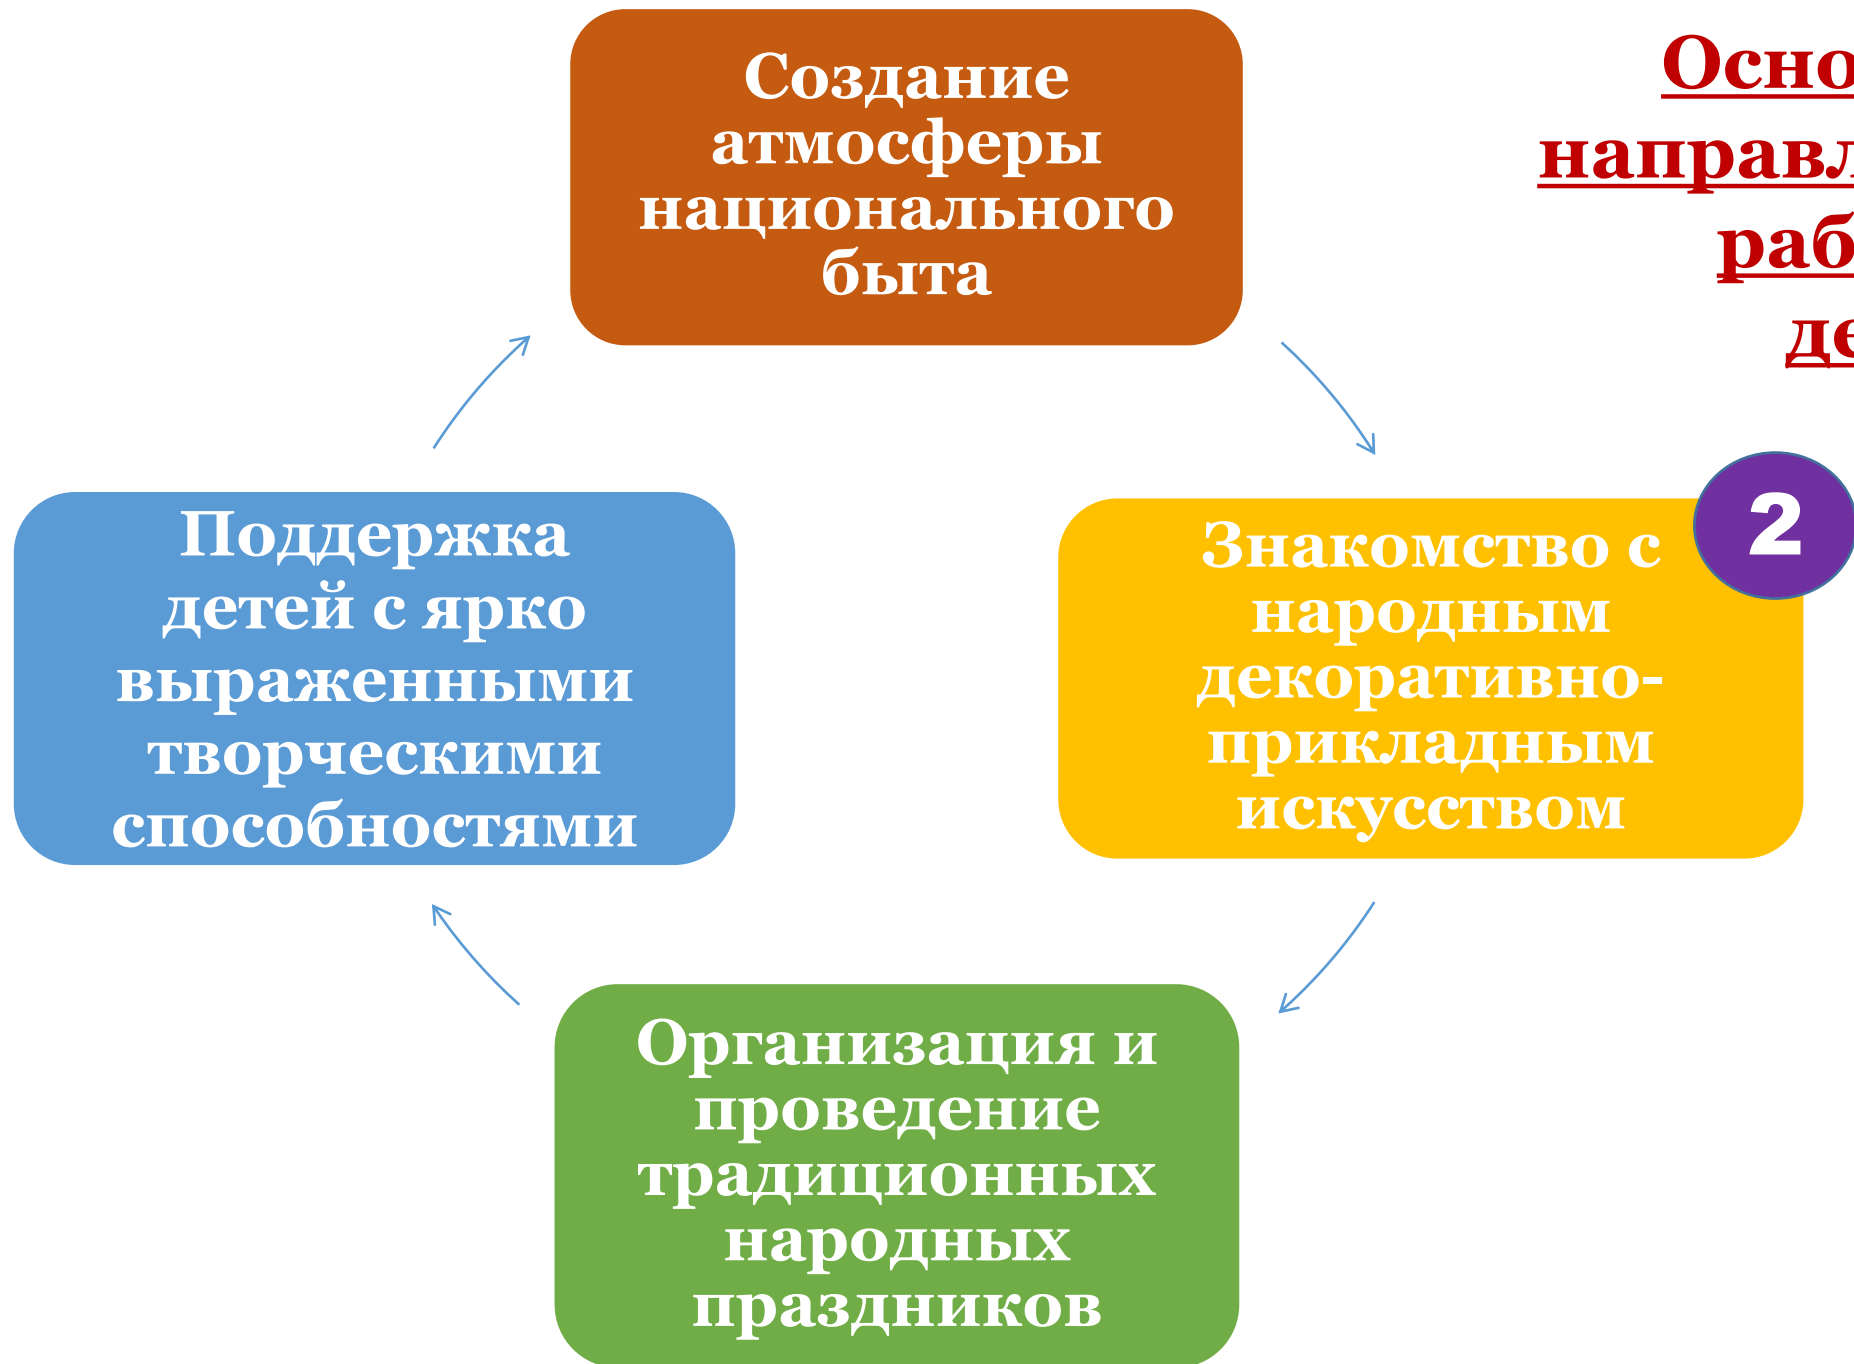 Создание
атмосферы
национального
быта
2
Знакомство с
народным
декоративно-
прикладным
искусством
Организация и
проведение
традиционных
народных
праздников
Поддержка
детей с ярко
выраженными
творческими
способностями